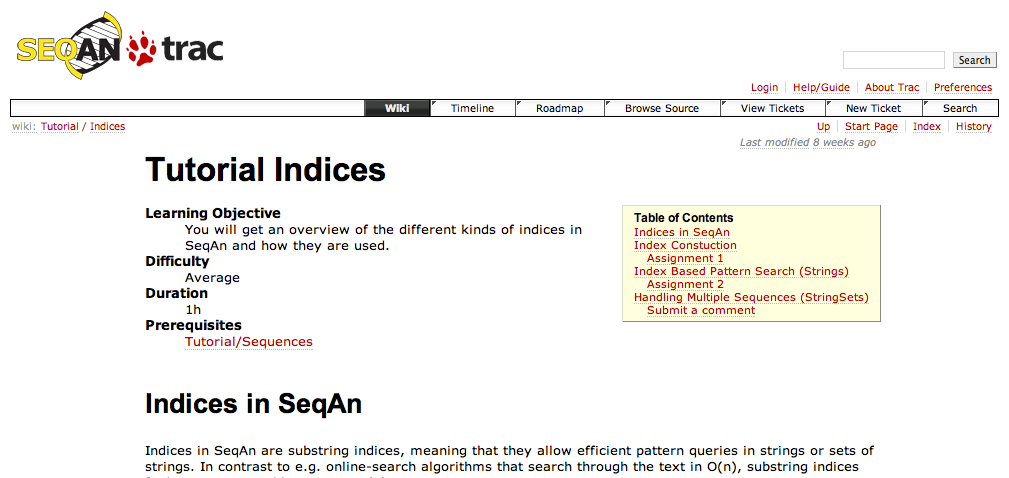 SEQAN trac
Search
Login Help/Guide About Trac Preferences
Wiki Timeline Roadmap Browse Source View Tickets New Ticket Search
wiki: Tutorial / Indices
Up Start Page Index History
Last modified 8 weeks ago
Tutorial Indices
Learning Objective
You will get an overview of the different kinds of indices in
SeqAn and how they are used.
Difficulty
Average
Duration
1h
Prerequisites
Tutorial/Sequences
Table of Contents
Indices in SeqAn
Index Constuction
Assignment 1
Index Based Pattern Search (Strings)
Assignment 2
Handling Multiple Sequences (StringSets)
Submit a comment
Indices in SeqAn
Indices in SeqAn are substring indices, meaning that they allow efficient pattern queries in strings or sets of
strings. In contrast to e.g. online-search algorithms that search through the text in O(n), substring indices